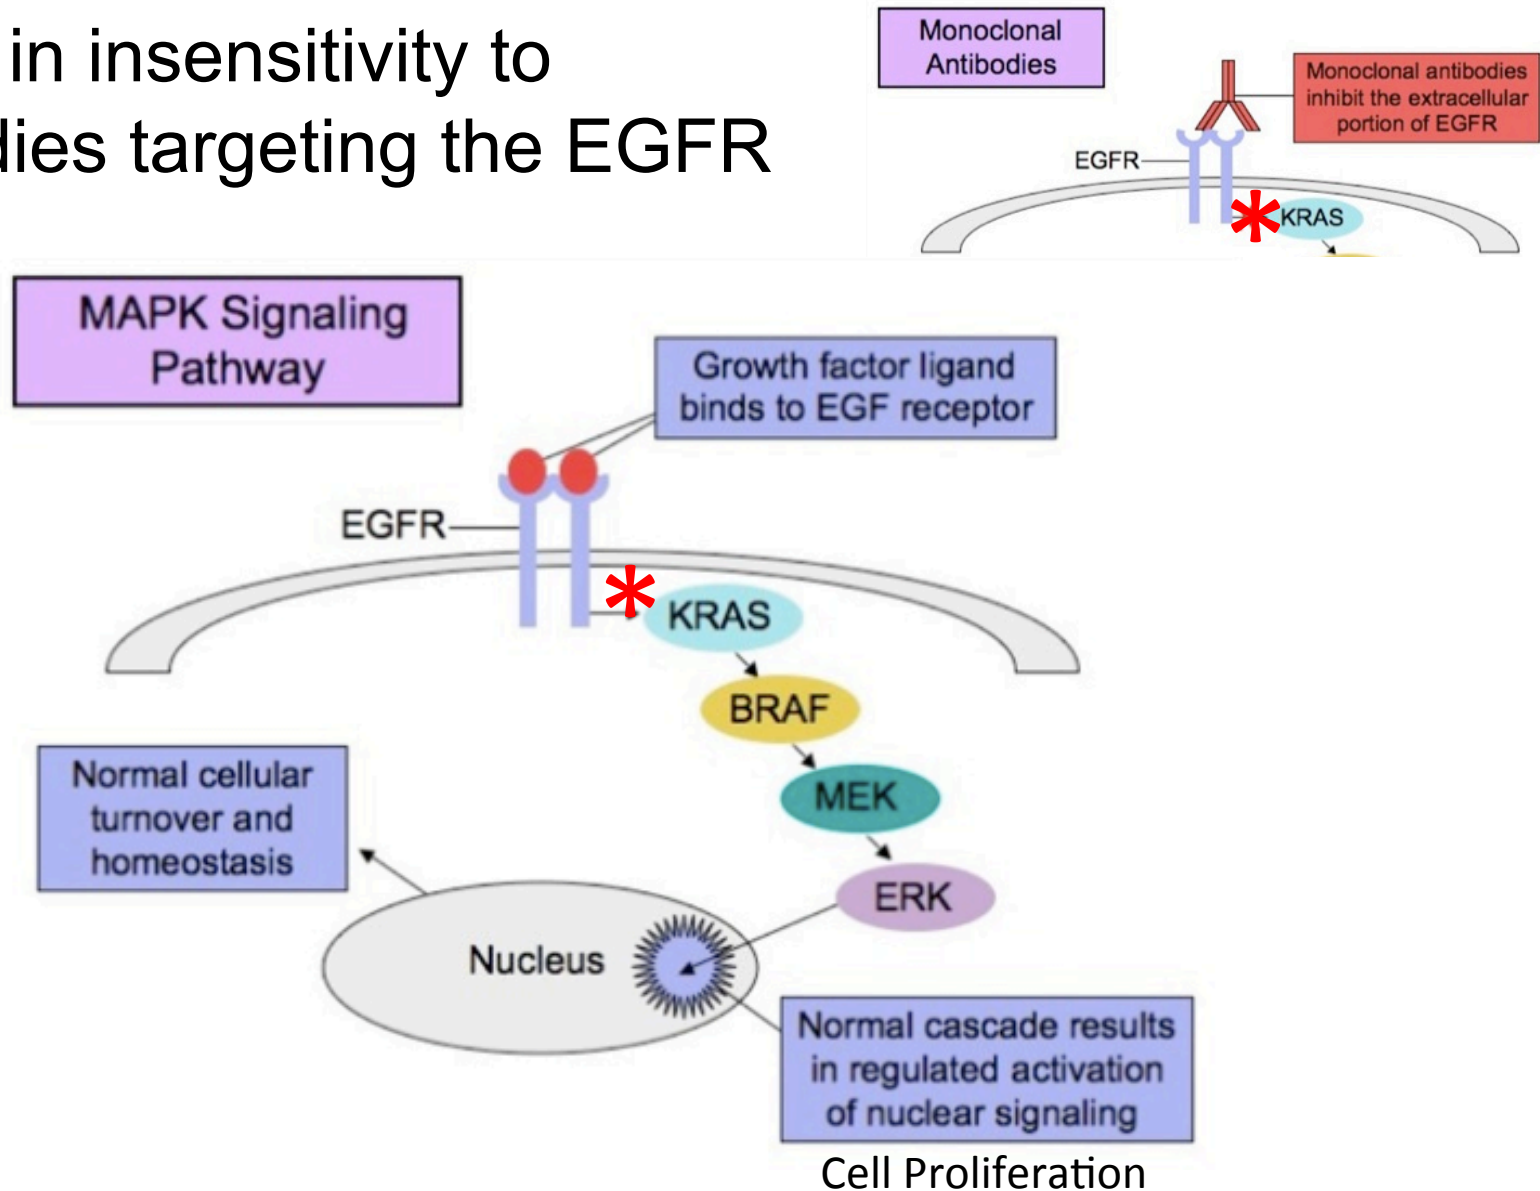 in insensitivity to
dies targeting the EGFR
Monoclonal
Antibodies
Monoclonal antibodies
inhibit the extracellular
portion of EGFR
EGFR
KRAS
MAPK Signaling
Pathway
Growth factor ligand
binds to EGF receptor
EGFR
KRAS
BRAF
MEK
ERK
Normal cellular
turnover and
homeostasis
Nucleus
Normal cascade results
in regulated activation
of nuclear signaling
Cell Proliferation